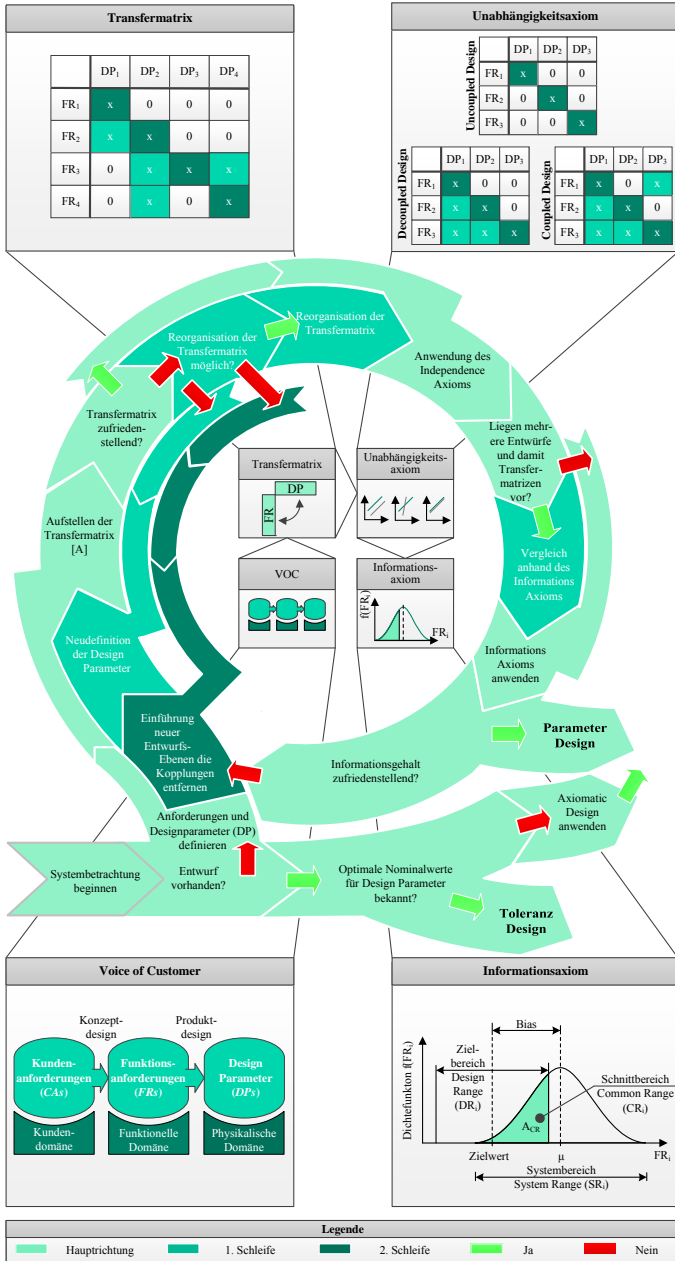 Transfermatrix
DP1 DP2 DP3 DP4
FR1 x 0 0 0
FR2 x x 0 0
FR3 0 x x x
FR4 0 x 0 x
Unabhängigkeitsaxiom
Uncoupled Design
DP1 DP2 DP3
FR1 x 0 0
FR2 0 x 0
FR3 0 0 x
Decoupled Design
DP1 DP2 DP3
FR1 x 0 0
FR2 x x 0
FR3 x x x
Coupled Design
DP1 DP2 DP3
FR1 x 0 x
FR2 x x 0
FR3 x x x
Reorganisation der
Transfermatrix
möglich?
Reorganisation der
Transfermatrix
Anwendung des
Independence
Axioms
Transfermatrix
zufrieden-
stellend?
Liegen mehr-
ere Entwürfe
und damit
Transfer-
matrizen
vor?
Aufstellen der
Transfermatrix
[A]
Vergleich
anhand des
Informations
Axioms
Neudefinition
der Design
Parameter
Informations
Axioms
anwenden
Transfermatrix
DP
FR
Unabhängigkeits-
axiom
VOC
Informations-
axiom
f(FRi)
FRi
Einführung
neuer
Entwurfs-
Ebenen die
Kopplungen
entfernen
Informationsgehalt
zufriedenstellend?
Parameter
Design
Anforderungen und
Designparameter (DP)
definieren
Axiomatic
Design
anwenden
Systembetrachtung
beginnen
Entwurf
vorhanden?
Optimale Nominalwerte
für Design Parameter
bekannt?
Toleranz
Design
Voice of Customer
Konzept-
design
Produkt-
design
Kunden-
anforderungen
(CAs)
Funktions-
anforderungen
(FRs)
Design
Parameter
(DPs)
Kunden-
domäne
Funktionelle
Domäne
Physikalische
Domäne
Informationsaxiom
Dichtefunkton f(FRi)
Bias
Ziel-
bereich
Design
Range
(DRi)
Schnittbereich
Common Range
(CRi)
ACR
Zielwert
µ
FRi
Systembereich
System Range (SRi)
Legende
Hauptrichtung
1. Schleife
2. Schleife
Ja
Nein